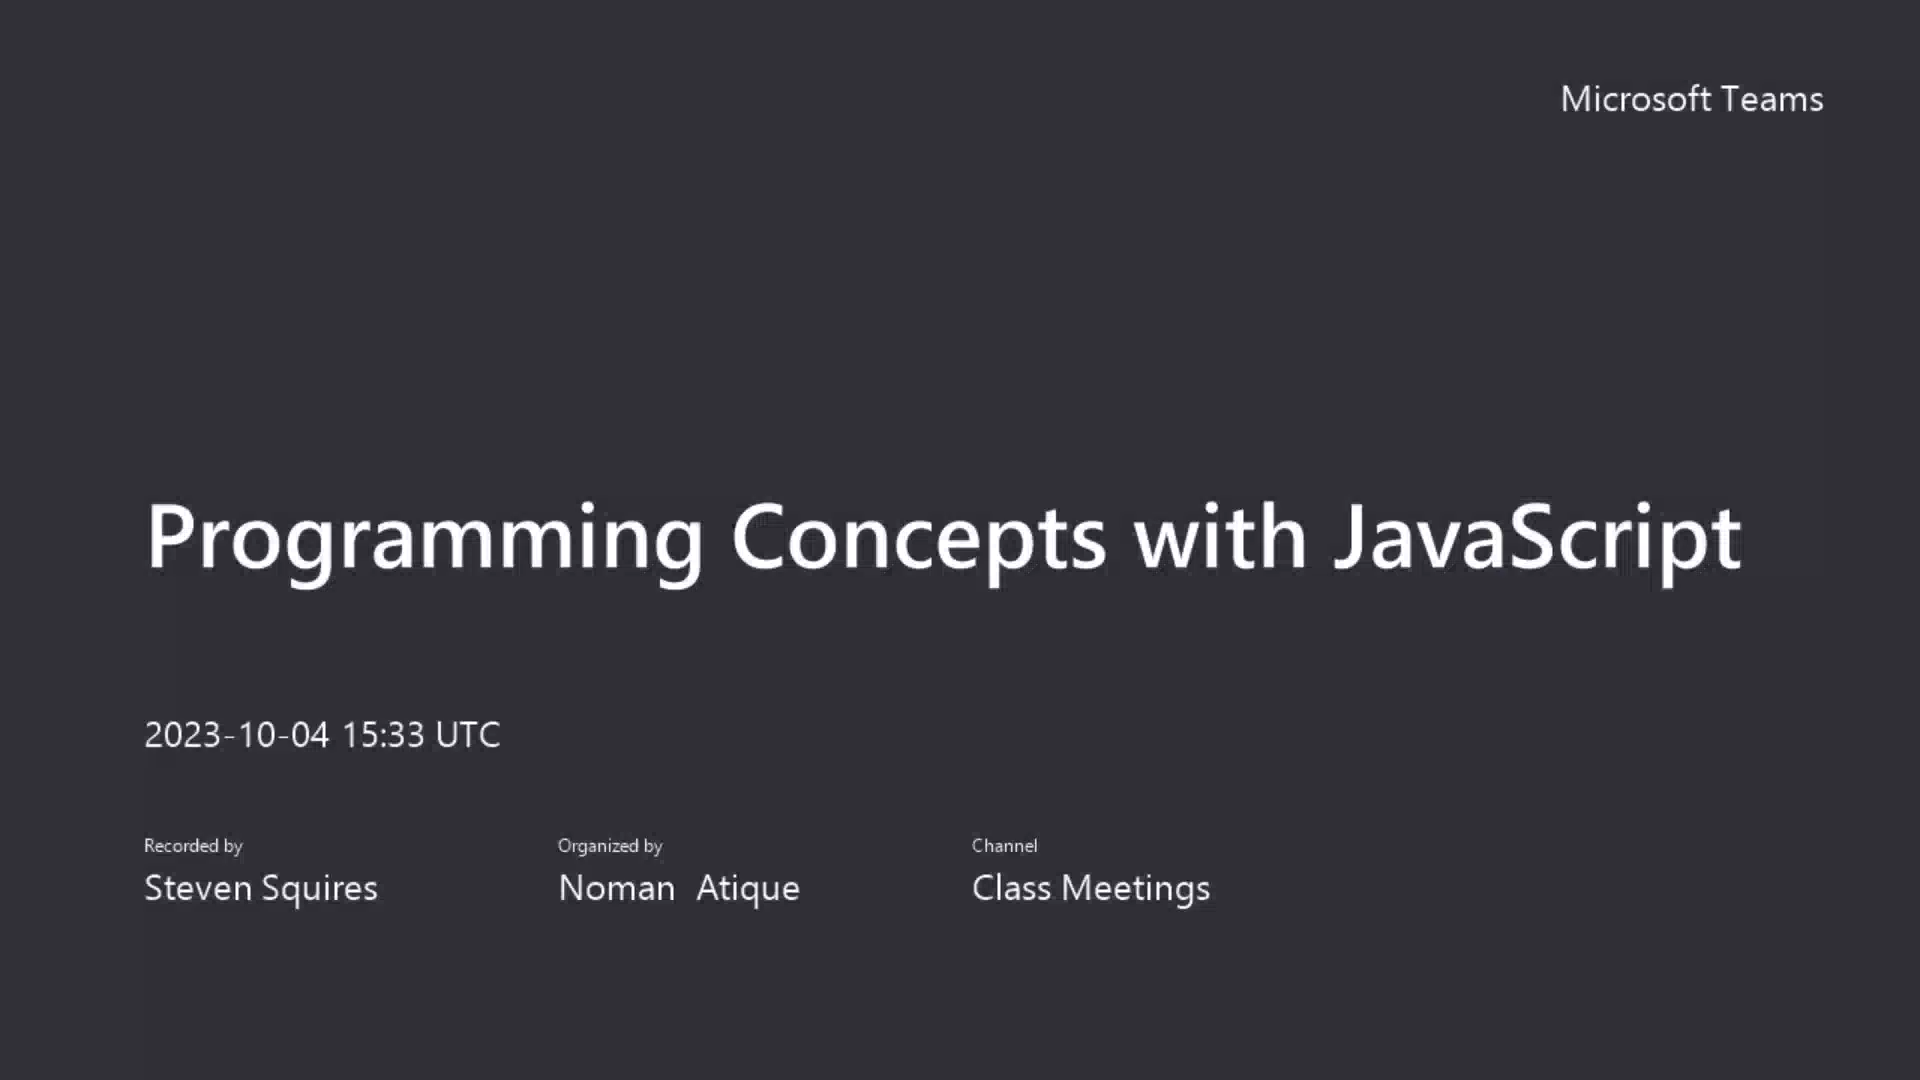 Microsoft Teams
Programming Concepts with JavaScript
2023-10-04 15:33 UTC
Recorded by
Steven Squires
Organized by
Noman  Atique
Channel
Class Meetings